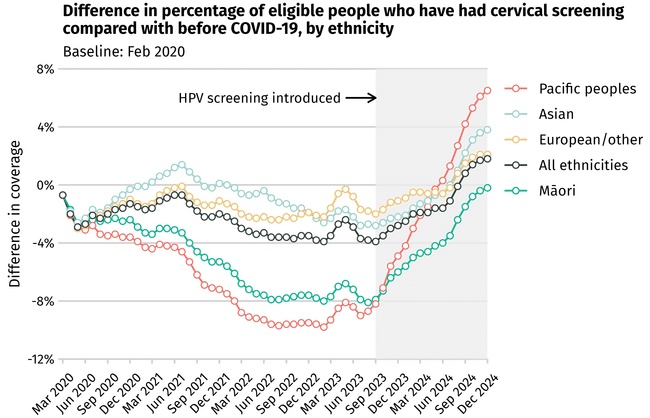 Difference in percentage of eligible people who have had cervical screening
compared with before COVID-19, by ethnicity
Baseline: Feb 2020
8%
4%
0%
-4%
-8%
-12%
Difference in coverage
HPV screening introduced
Pacific peoples
Asian
European/other
All ethnicities
Māori
Mar 2020
Jun 2020
Sep 2020
Dec 2020
Mar 2021
Jun 2021
Sep 2021
Dec 2021
Mar 2022
Jun 2022
Sep 2022
Dec 2022
Mar 2023
Jun 2023
Sep 2023
Dec 2023
Mar 2024
Jun 2024
Sep 2024
Dec 2024